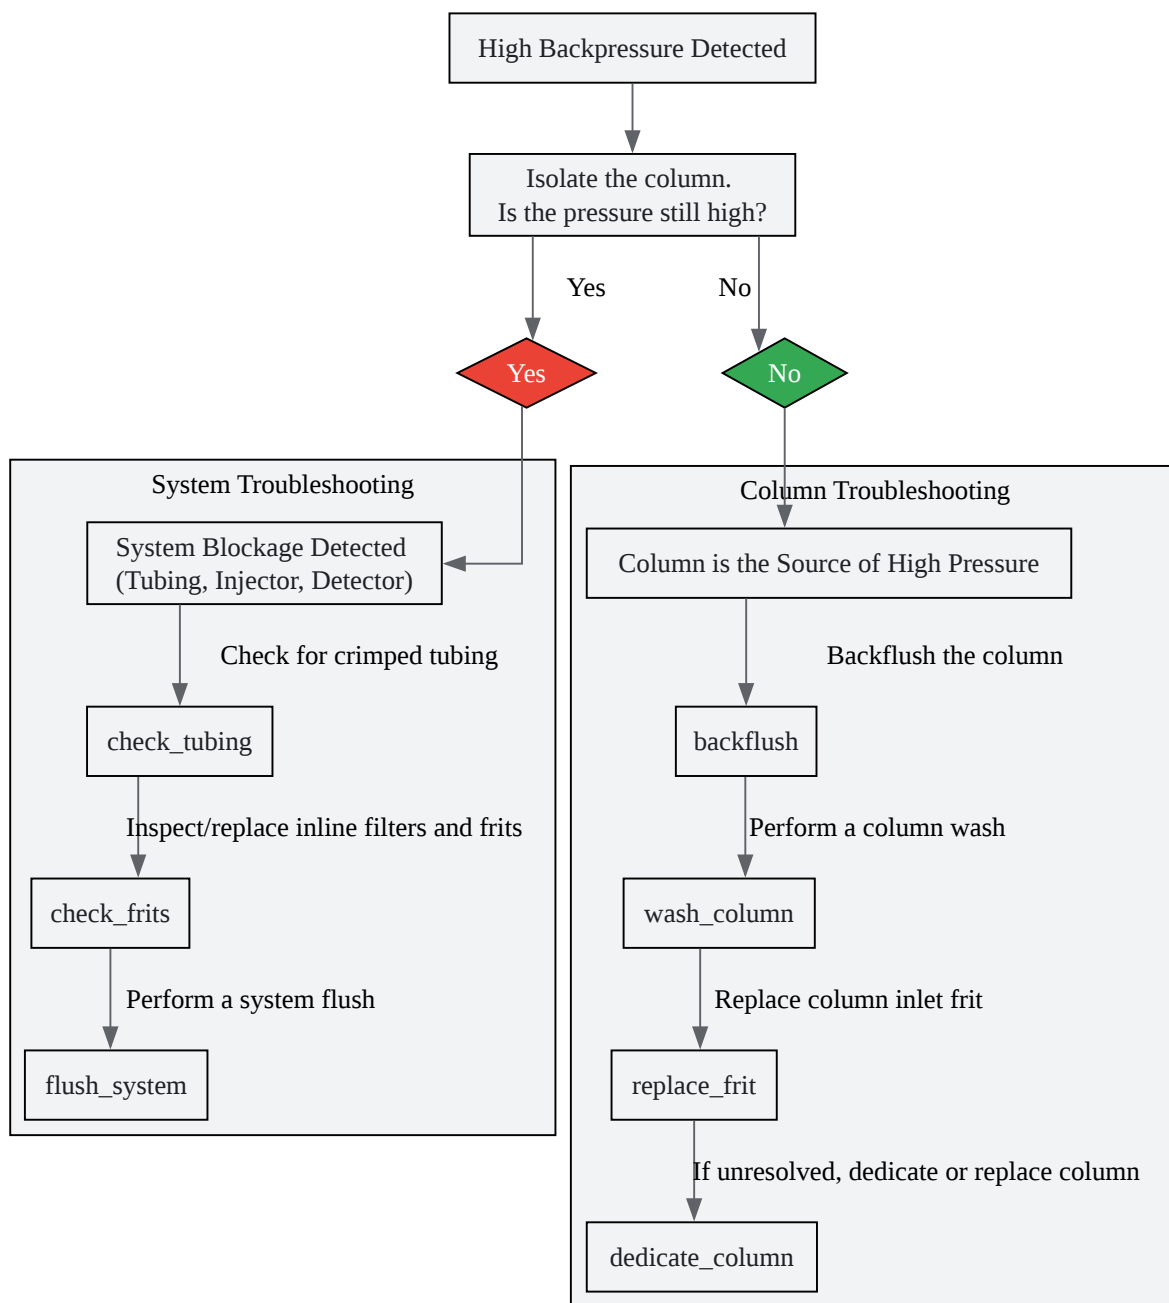 High Backpressure Detected
Isolate the column.
Is the pressure still high?
Yes
No
Yes
No
System Troubleshooting
System Blockage Detected
(Tubing, Injector, Detector)
Check for crimped tubing
check_tubing
Inspect/replace inline filters and frits
check_frits
Perform a system flush
flush_system
Column Troubleshooting
Column is the Source of High Pressure
Backflush the column
backflush
Perform a column wash
wash_column
Replace column inlet frit
replace_frit
If unresolved, dedicate or replace column
dedicate_column